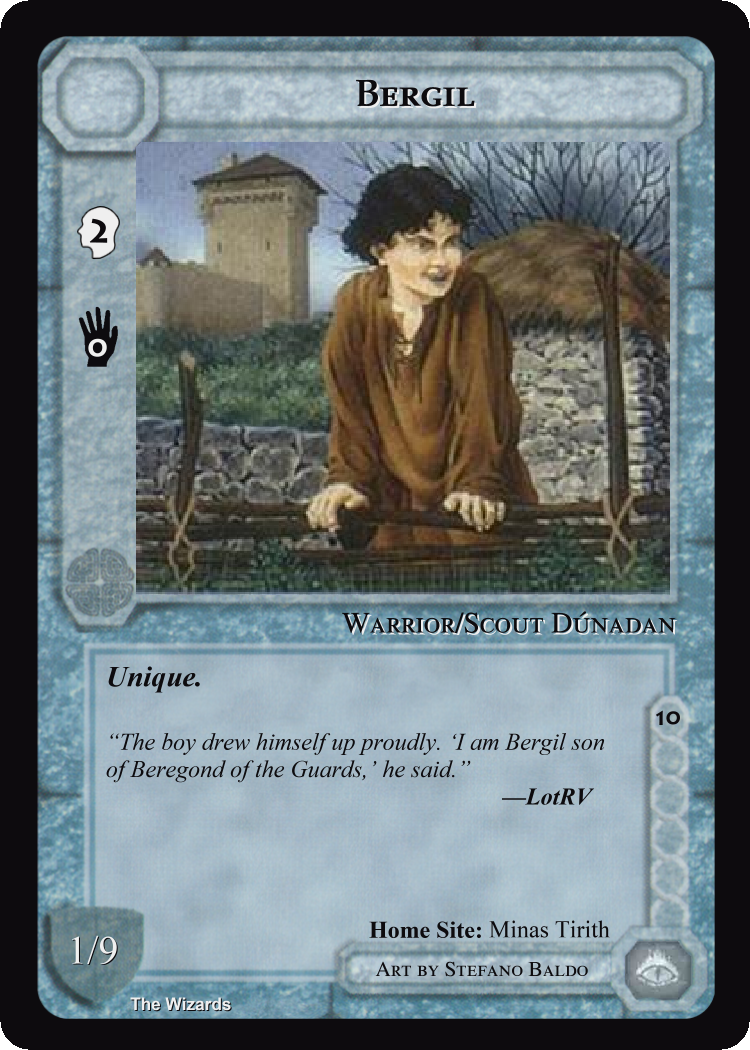 Bergil
2
0
Warrior/Scout Dúnadan
Unique.
“The boy drew himself up proudly. ‘I am Bergil son
of Beregond of the Guards,’ he said.”
—LotRV
10
Home Site: Minas Tirith
1/9
Art by Stefano Baldo
The Wizards